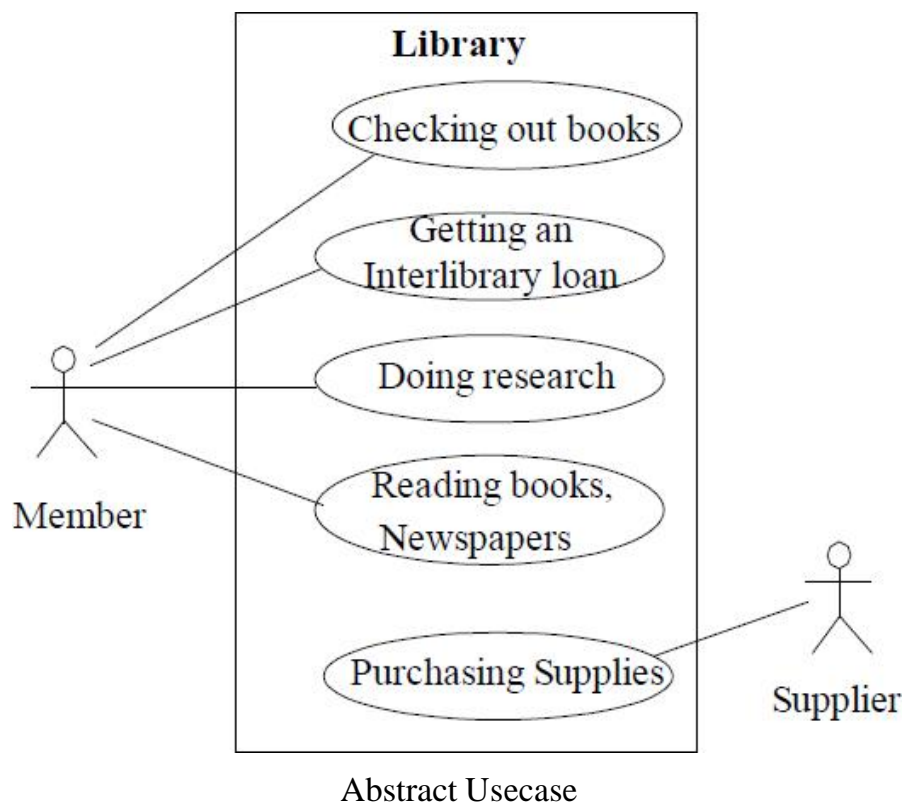 Library
Checking out books
Getting an
Interlibrary loan
Doing research
Reading books,
Newspapers
Member
Purchasing Supplies
Supplier
Abstract Usecase